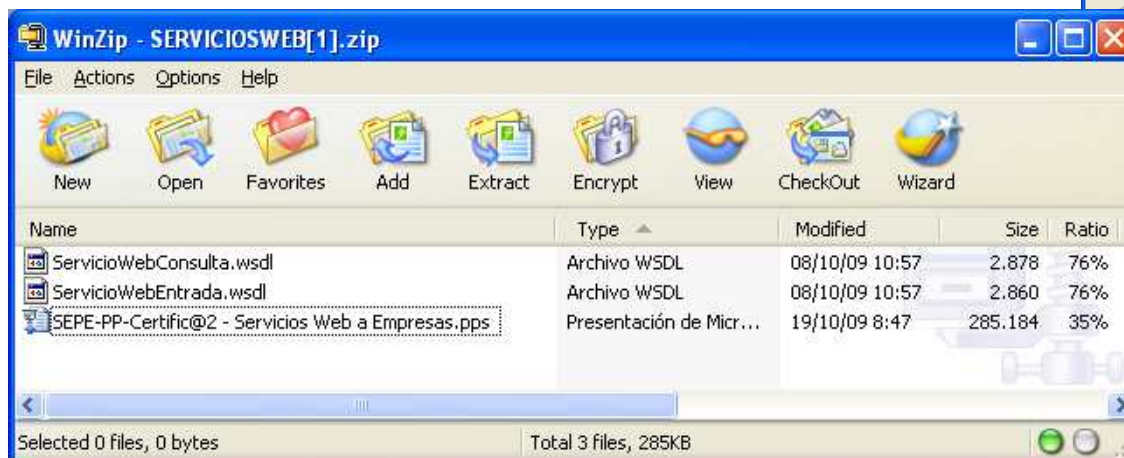 WinZip - SERVICIOSWEB[1].zip
File Actions Options Help
New Open Favorites Add Extract Encrypt View CheckOut Wizard
Name Type Modified Size Ratio
ServicioWebConsulta.wsdl Archivo WSDL 08/10/09 10:57 2.878 76%
ServicioWebEntrada.wsdl Archivo WSDL 08/10/09 10:57 2.860 76%
SEPE-PP-Certific@2 - Servicios Web a Empresas.pps Presentación de Micr... 19/10/09 8:47 285.184 35%
Selected 0 files, 0 bytes Total 3 files, 285KB